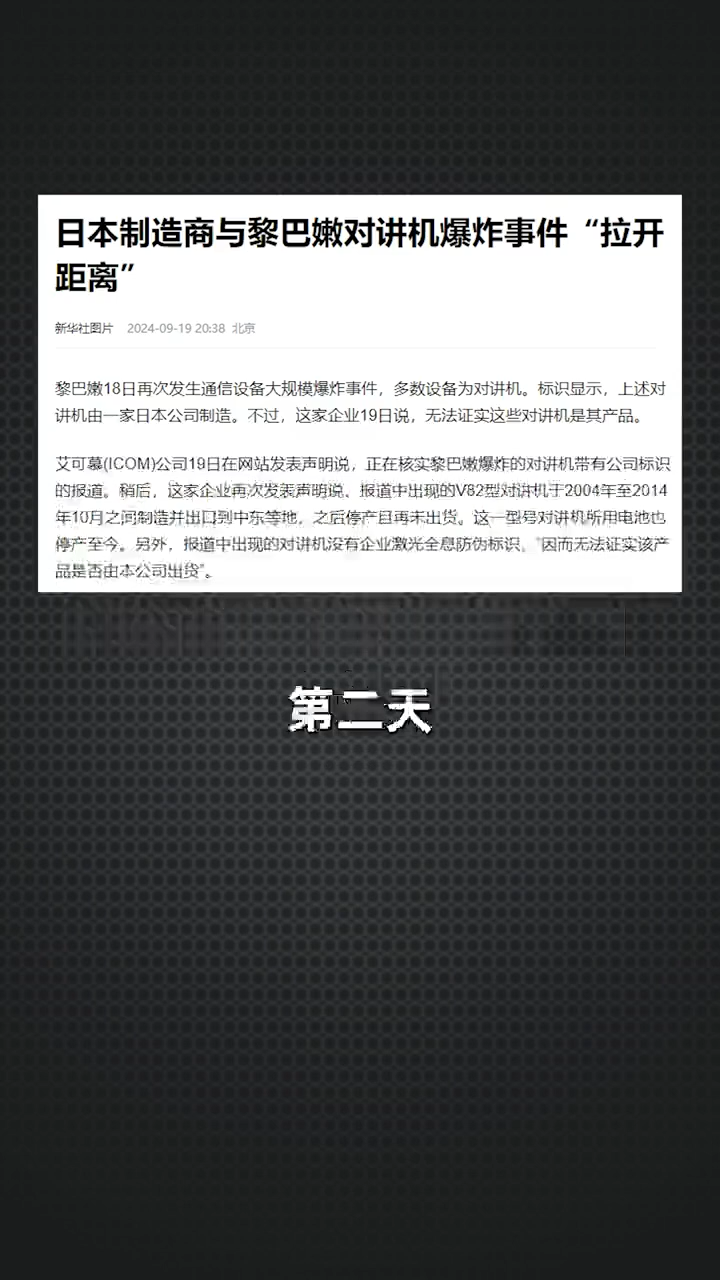 日本制造商与黎巴嫩对讲机爆炸事件“拉开
距离”
新华社图片 2024-09-19 20:38 北京
黎巴嫩18日再次发生通信设备大规模爆炸事件，多数设备为对讲机。标识显示，上述对
讲机由一家日本公司制造。不过，这家企业19日说，无法证实这些对讲机是其产品。
艾可慕(ICOM)公司19日在网站发表声明说，正在核实黎巴嫩爆炸的对讲机带有公司标识
的报道。稍后，这家企业再次发表声明说，报道中出现的V82型对讲机于2004年至2014
年10月之间制造并出口到中东等地，之后停产且再未出货。这一型号对讲机所用电池也
停产至今。另外，报道中出现的对讲机没有企业激光全息防伪标识，“因而无法证实该产
品是否由本公司出货”。
第二天